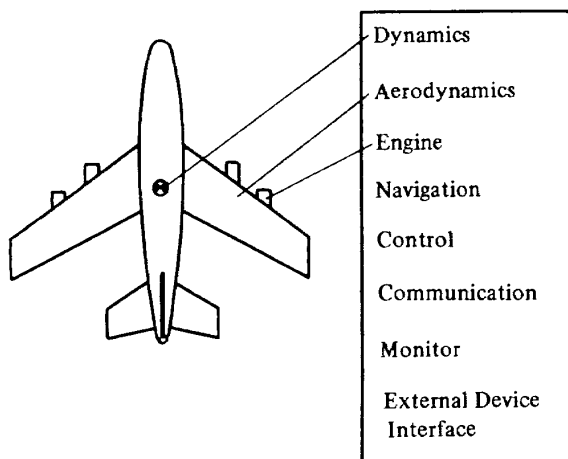 Dynamics
Aerodynamics
Engine
Navigation
Control
Communication
Monitor
External Device
Interface